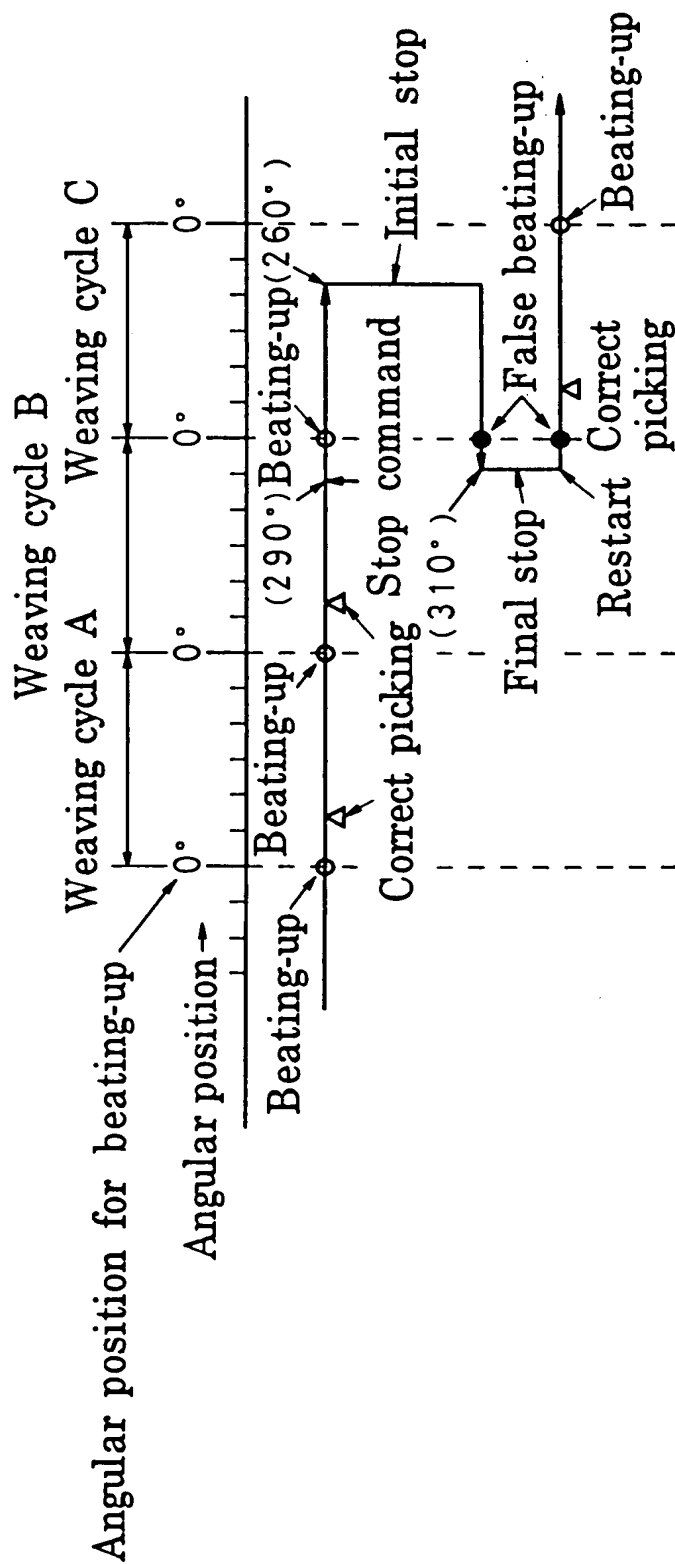 Weaving cycle B
Weaving cycle A
Weaving cycle C
Angular position for beating-up
0°
0°
0°
0°
Angular position→
Beating-up
Beating-up
(290°)
Beating-up
(260°)
Correct picking
Stop command
Initial stop
(310°)
Final stop
False beating-up
Restart
Correct
picking
Beating-up